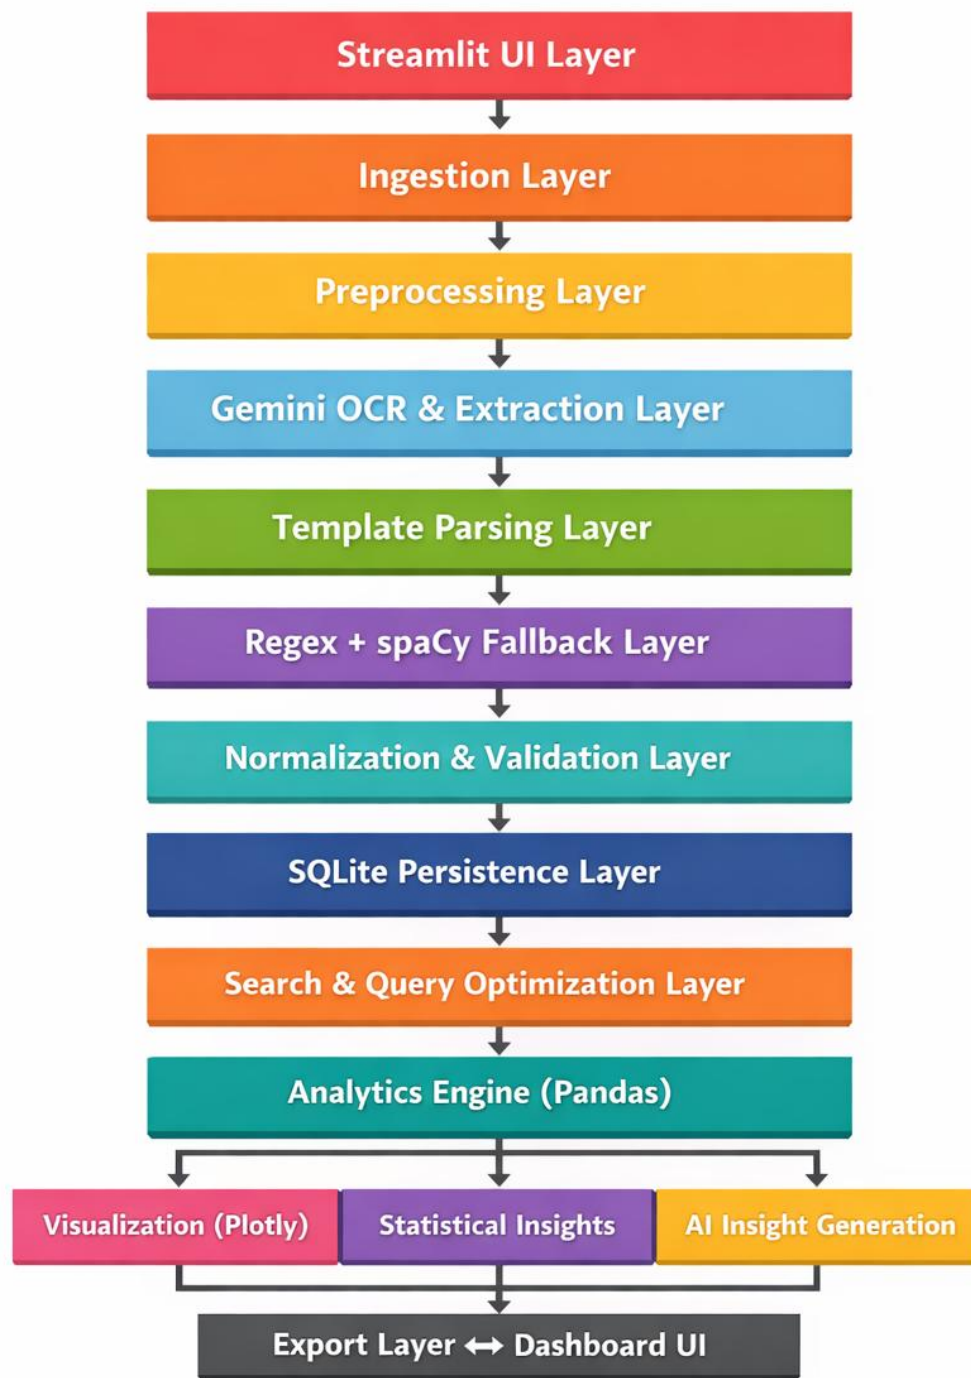 Streamlit UI Layer
Ingestion Layer
Preprocessing Layer
Gemini OCR & Extraction Layer
Template Parsing Layer
Regex + spaCy Fallback Layer
Normalization & Validation Layer
SQLite Persistence Layer
Search & Query Optimization Layer
Analytics Engine (Pandas)
Visualization (Plotly)
Statistical Insights
AI Insight Generation
Export Layer ↔ Dashboard UI